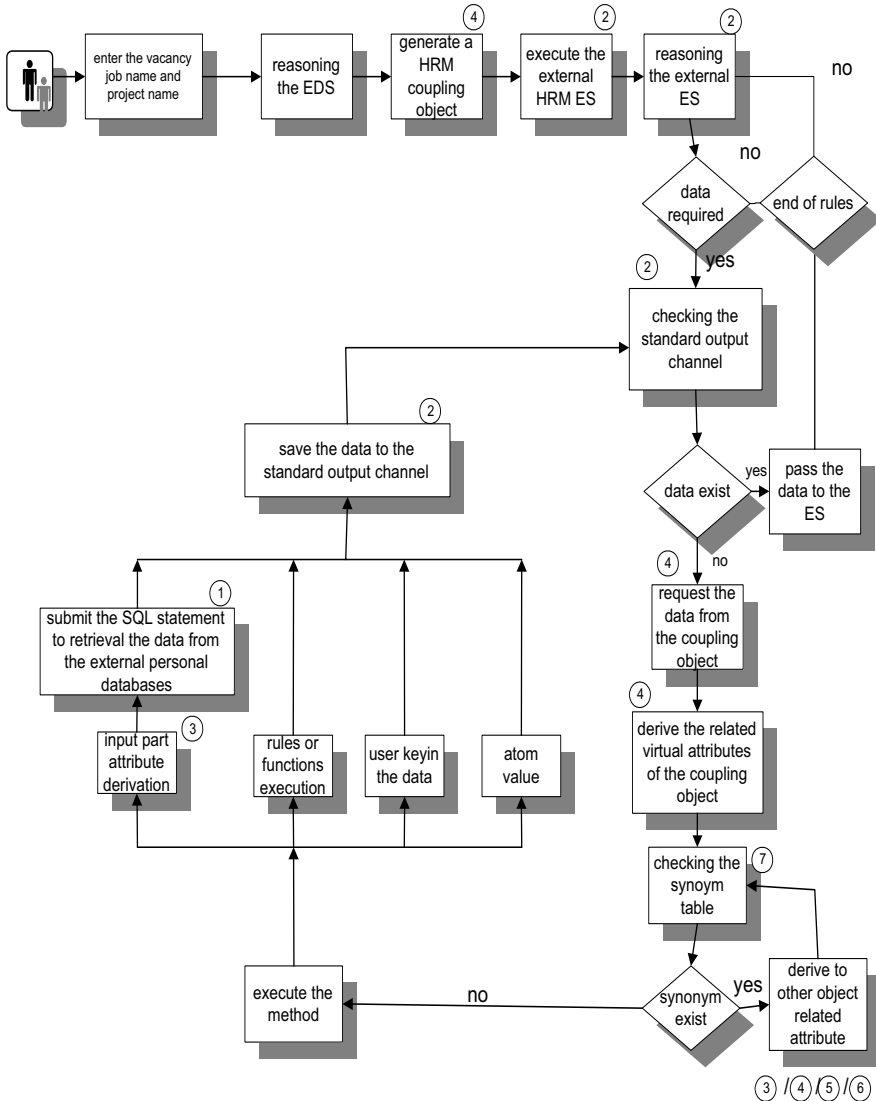 4
2
2
enter the vacancy
job name and
project name
reasoning
the EDS
generate a
HRM
coupling
object
execute the
external
HRM ES
reasoning
the external
ES
no
no
data
required
end of rules
yes
2
checking the
standard output
channel
2
save the data to the
standard output channel
data exist
yes
pass the
data to the
ES
no
4
request the
data from
the coupling
object
1
submit the SQL statement
to retrieval the data from
the external personal
databases
4
derive the related
virtual attributes
of the coupling
object
3
input part
attribute
derivation
rules or
functions
execution
user keyin
the data
atom
value
7
checking the
synoym
table
execute the
method
no
synonym
exist
yes
derive to
other object
related
attribute
3 / 4 / 5 / 6